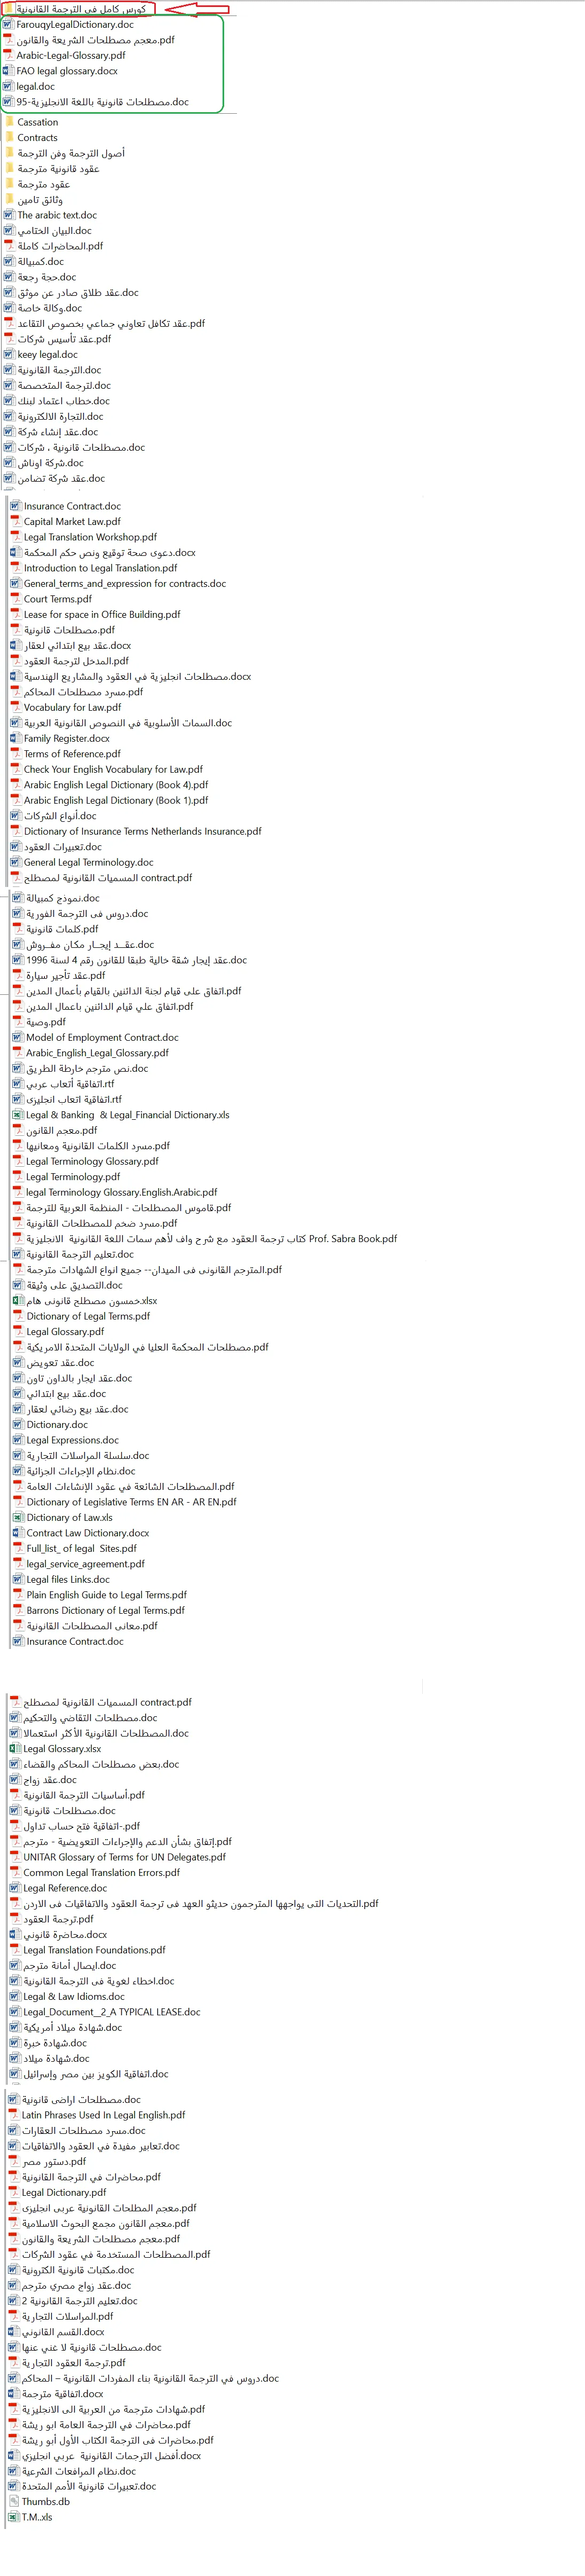 كورس كامل في الترجمة القانونية
FarouqyLegalDictionary.doc
معجم مصطلحات الشريعة والقانون.pdf
Arabic-Legal-Glossary.pdf
FAO legal glossary.docx
legal.doc
95-مصطلحات قانونية باللغة الانجليزية.doc
Cassation
Contracts
أصول الترجمة وفن الترجمة
عقود قانونية مترجمة
عقود مترجمة
وثائق تامين
The arabic text.doc
البيان الختامي.doc
المحاضرات كاملة.pdf
كمبيالة.doc
حجة رجعة.doc
عقد طلاق صادر عن موثق.doc
وكالة خاصة.doc
عقد تكافل تعاوني جماعي بخصوص التقاعد.pdf
عقد تأسيس شركات.pdf
keey legal.doc
الترجمة القانونية.doc
لترجمة المتخصصة.doc
خطاب اعتماد لبنك.doc
التجارة الالكترونية.doc
عقد إنشاء شركة.doc
مصطلحات قانونية ، شركات.doc
شركة اوناش.doc
عقد شركة تضامن.doc
Insurance Contract.doc
Capital Market Law.pdf
Legal Translation Workshop.pdf
دعوى صحة توقيع ونص حكم المحكمة.docx
Introduction to Legal Translation.pdf
General_terms_and_expression for contracts.doc
Court Terms.pdf
Lease for space in Office Building.pdf
مصطلحات قانونية.pdf
عقد بيع ابتدائي لعقار.docx
المدخل لترجمة العقود.pdf
مصطلحات انجليزية في العقود والمشاريع الهندسية.docx
مسرد مصطلحات المحاكم.pdf
Vocabulary for Law.pdf
السمات الأسلوبية في النصوص القانونية العربية.doc
Family Register.docx
Terms of Reference.pdf
Check Your English Vocabulary for Law.pdf
Arabic English Legal Dictionary (Book 4).pdf
Arabic English Legal Dictionary (Book 1).pdf
أنواع الشركات.doc
Dictionary of Insurance Terms Netherlands Insurance.pdf
تعبيرات العقود.doc
General Legal Terminology.doc
المسميات القانونية لمصطلح contract.pdf
نموذج كمبيالة.doc
دروس في الترجمة الفورية.doc
كلمات قانونية.pdf
عقــد إيجــار مكـان مفــروش.doc
عقد إيجار شقة خالية طبقا للقانون رقم 4 لسنة 1996.doc
عقد تأجير سيارة.pdf
اتفاق على قيام لجنة الدائنين بالقيام بأعمال المدين.pdf
اتفاق علي قيام الدائنين باعمال المدين.pdf
وصية.pdf
Model of Employment Contract.doc
Arabic_English_Legal_Glossary.pdf
نص مترجم خارطة الطريق.doc
اتفاقية أتعاب عربي.rtf
اتفاقية اتعاب انجليزى.rtf
Legal & Banking & Legal_Financial Dictionary.xls
معجم القانون.pdf
مسرد الكلمات القانونية ومعانيها.pdf
Legal Terminology Glossary.pdf
Legal Terminology.pdf
legal Terminology Glossary.English.Arabic.pdf
قاموس المصطلحات - المنظمة العربية للترجمة.pdf
مسرد ضخم للمصطلحات القانونية.pdf
كتاب ترجمة العقود مع شرح واف لأهم سمات اللغة القانونية الانجليزية Prof. Sabra Book.pdf
تعليم الترجمة القانونية.doc
المترجم القانونى فى الميدان-- جميع انواع الشهادات مترجمة.pdf
التصديق على وثيقة.doc
خمسون مصطلح قانونى هام.xlsx
Dictionary of Legal Terms.pdf
Legal Glossary.pdf
مصطلحات المحكمة العليا في الولايات المتحدة الامريكية.pdf
عقد تعويض.doc
عقد ايجار بالداون تاون.doc
عقد بيع ابتدائي.doc
عقد بيع رضائي لعقار.doc
Dictionary.doc
Legal Expressions.doc
سلسلة المراسلات التجارية.doc
نظام الإجراءات الجزائية.doc
المصطلحات الشائعة في عقود الإنشاءات العامة.pdf
Dictionary of Legislative Terms EN AR - AR EN.pdf
Dictionary of Law.xls
Contract Law Dictionary.docx
Full_list_ of legal Sites.pdf
legal_service_agreement.pdf
Legal files Links.doc
Plain English Guide to Legal Terms.pdf
Barrons Dictionary of Legal Terms.pdf
معانى المصطلحات القانونية.pdf
Insurance Contract.doc
المسميات القانونية لمصطلح contract.pdf
مصطلحات التقاضي والتحكيم.doc
المصطلحات القانونية الأكثر استعمالا.doc
Legal Glossary.xlsx
بعض مصطلحات المحاكم والقضاء.doc
عقد زواج.doc
أساسيات الترجمة القانونية.pdf
مصطلحات قانونية.doc
اتفاقية فتح حساب تداول-.pdf
إتفاق بشأن الدعم والإجراءات التعويضية - مترجم.pdf
UNITAR Glossary of Terms for UN Delegates.pdf
Common Legal Translation Errors.pdf
Legal Reference.doc
التحديات التى يواجهها المترجمون حديثو العهد فى ترجمة العقود والاتفاقيات فى الاردن.pdf
ترجمة العقود.pdf
محاضرة قانوني.docx
Legal Translation Foundations.pdf
ايصال أمانة مترجم.doc
اخطاء لغوية فى الترجمة القانونية.doc
Legal & Law Idioms.doc
Legal_Document__2_A TYPICAL LEASE.doc
شهادة ميلاد أمريكية.doc
شهادة خبرة.doc
شهادة ميلاد.doc
اتفاقية الكويز بين مصر وإسرائيل.doc
مصطلحات اراضى قانونية.doc
Latin Phrases Used In Legal English.pdf
مسرد مصطلحات العقارات.doc
تعابير مفيدة في العقود والاتفاقيات.doc
دستور مصر.pdf
محاضرات في الترجمة القانونية.pdf
Legal Dictionary.pdf
معجم المطلحات القانونية عربى انجليزى.pdf
معجم القانون مجمع البحوث الاسلامية.pdf
معجم مصطلحات الشريعة والقانون.pdf
المصطلحات المستخدمة في عقود الشركات.pdf
مكتبات قانونية الكترونية.doc
عقد زواج مصري مترجم.doc
تعليم الترجمة القانونية 2.doc
المراسلات التجارية.pdf
القسم القانوني.docx
مصطلحات قانونية لا غني عنها.doc
ترجمة العقود التجارية.pdf
دروس في الترجمة القانونية بناء المفردات القانونية – المحاكم.doc
اتفاقية مترجمة.docx
شهادات مترجمة من العربية الى الانجليزية.pdf
محاضرات في الترجمة العامة ابو ريشة.pdf
محاضرات فى الترجمة الكتاب الأول أبو ريشة.pdf
أفضل الترجمات القانونية عربي انجليزي.docx
نظام المرافعات الشرعية.doc
تعبيرات قانونية الأمم المتحدة.doc
Thumbs.db
T.M..xls